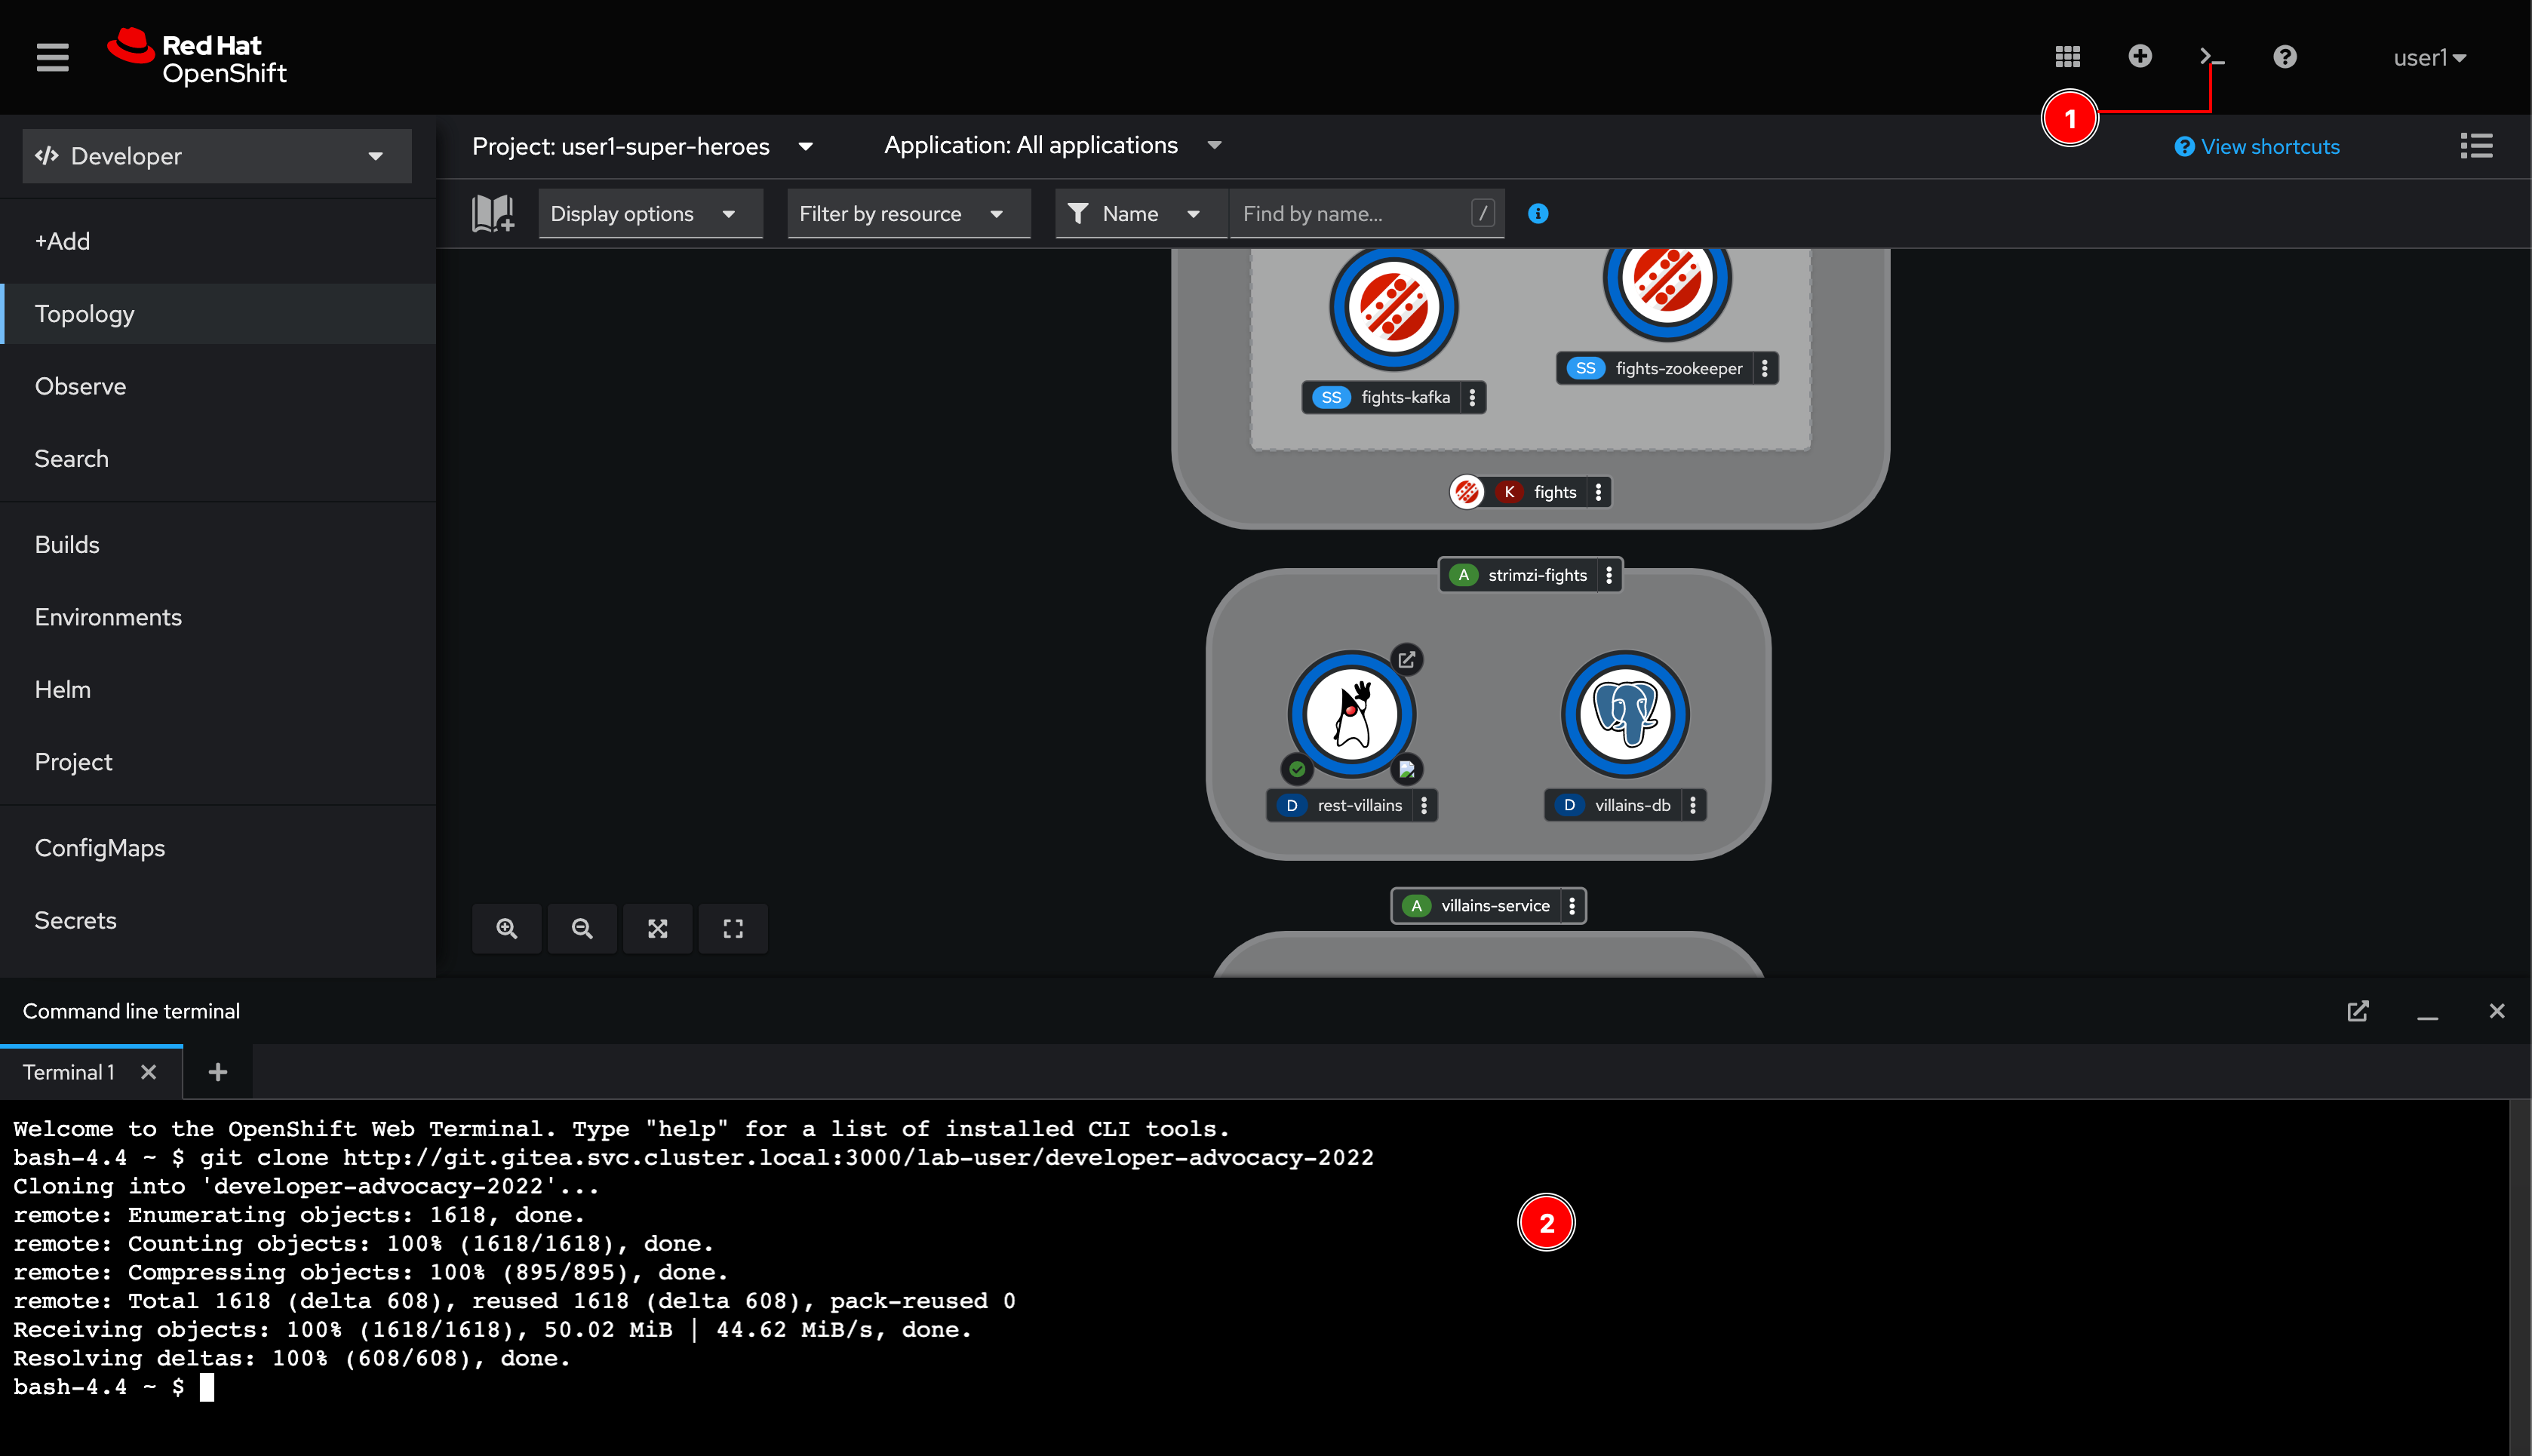 Red Hat
OpenShift
user1
1
</> Developer
Project: user1-super-heroes
Application: All applications
View shortcuts
Display options
Filter by resource
Name
Find by name...
/
+Add
Topology
Observe
Search
Builds
Environments
Helm
Project
ConfigMaps
Secrets
SS fights-kafka
SS fights-zookeeper
K fights
A strimzi-fights
D rest-villains
D villains-db
A villains-service
Command line terminal
Terminal 1
Welcome to the OpenShift Web Terminal. Type "help" for a list of installed CLI tools.
bash-4.4 ~ $ git clone http://git.gitea.svc.cluster.local:3000/lab-user/developer-advocacy-2022
Cloning into 'developer-advocacy-2022'...
remote: Enumerating objects: 1618, done.
remote: Counting objects: 100% (1618/1618), done.
remote: Compressing objects: 100% (895/895), done.
remote: Total 1618 (delta 608), reused 1618 (delta 608), pack-reused 0
Receiving objects: 100% (1618/1618), 50.02 MiB | 44.62 MiB/s, done.
Resolving deltas: 100% (608/608), done.
bash-4.4 ~ $
2